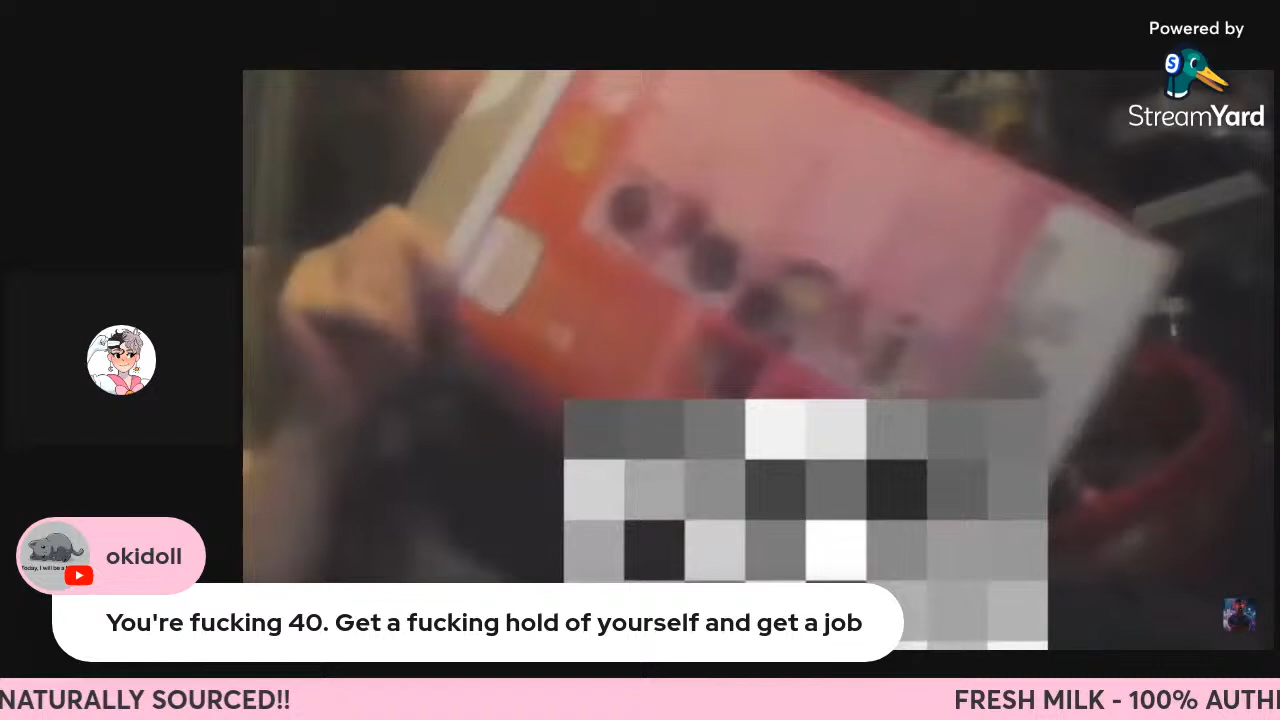 Powered by
StreamYard
okidoll
You're fucking 40. Get a fucking hold of yourself and get a job
NATURALLY SOURCED!! FRESH MILK - 100% AUTH